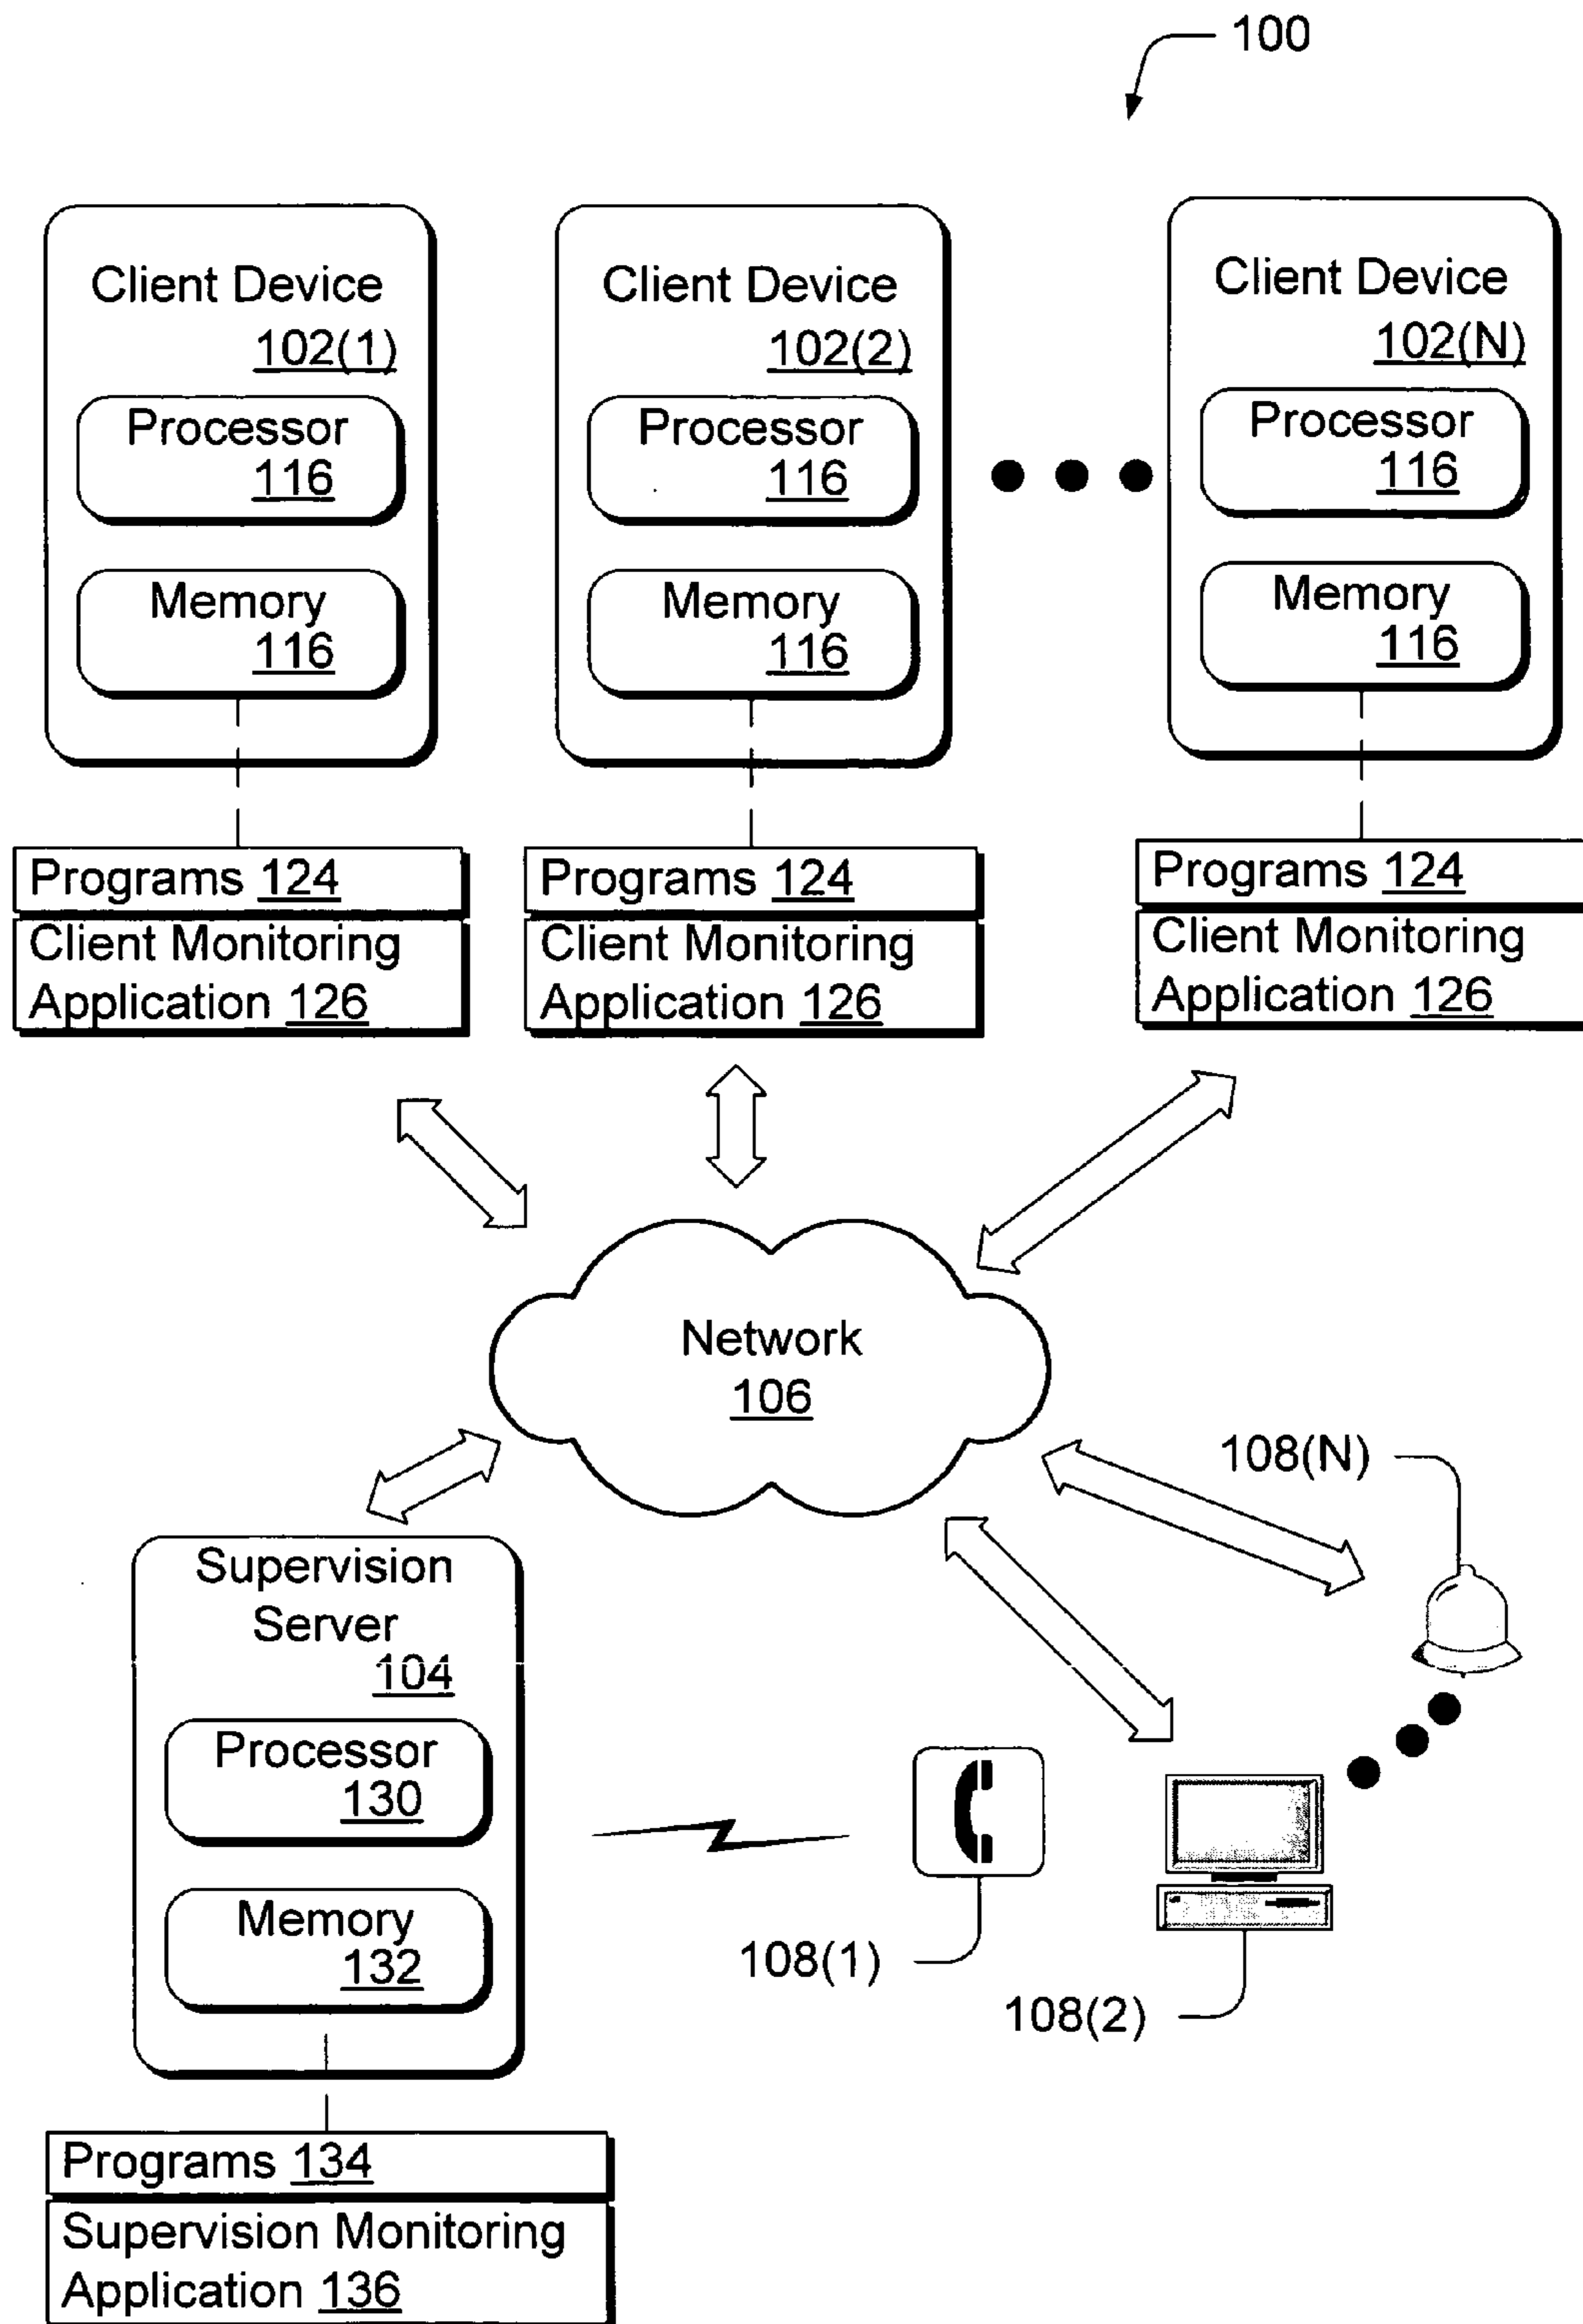 100
Client Device
102(1)
Processor
116
Memory
116
Programs 124
Client Monitoring
Application 126
Client Device
102(2)
Processor
116
Memory
116
Programs 124
Client Monitoring
Application 126
Client Device
102(N)
Processor
116
Memory
116
Programs 124
Client Monitoring
Application 126
Network
106
Supervision
Server
104
Processor
130
Memory
132
Programs 134
Supervision Monitoring
Application 136
108(N)
108(1)
108(2)